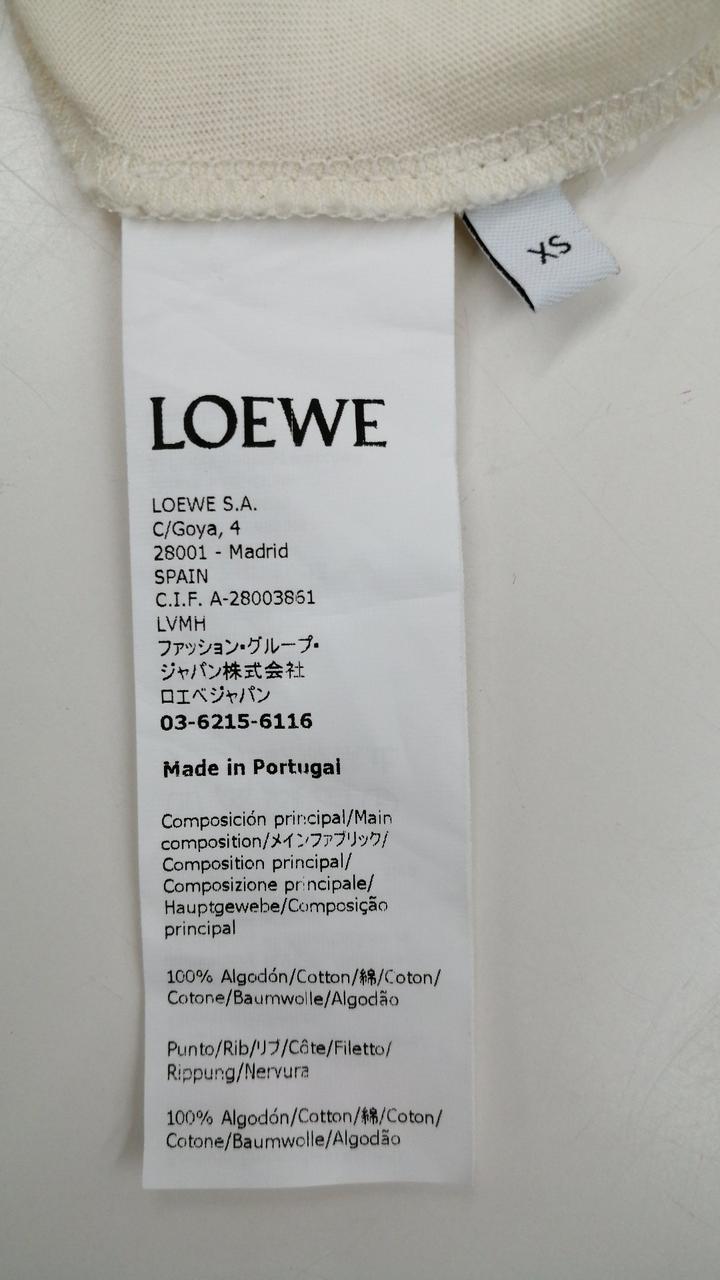 XS
LOEWE
LOEWE S.A.
C/Goya, 4
28001 - Madrid
SPAIN
C.I.F. A-28003861
LVMH
ファッション・グループ・
ジャパン株式会社
ロエベジャパン
03-6215-6116
Made in Portugal
Composición principal/Main
composition/メインファブリック/
Composition principal/
Composizione principale/
Hauptgewebe/Composição
principal
100% Algodón/Cotton/綿/Coton/
Cotone/Baumwolle/Algodão
Punto/Rib/リブ/Côte/Filetto/
Rippung/Nervura
100% Algodón/Cotton/綿/Coton/
Cotone/Baumwolle/Algodão